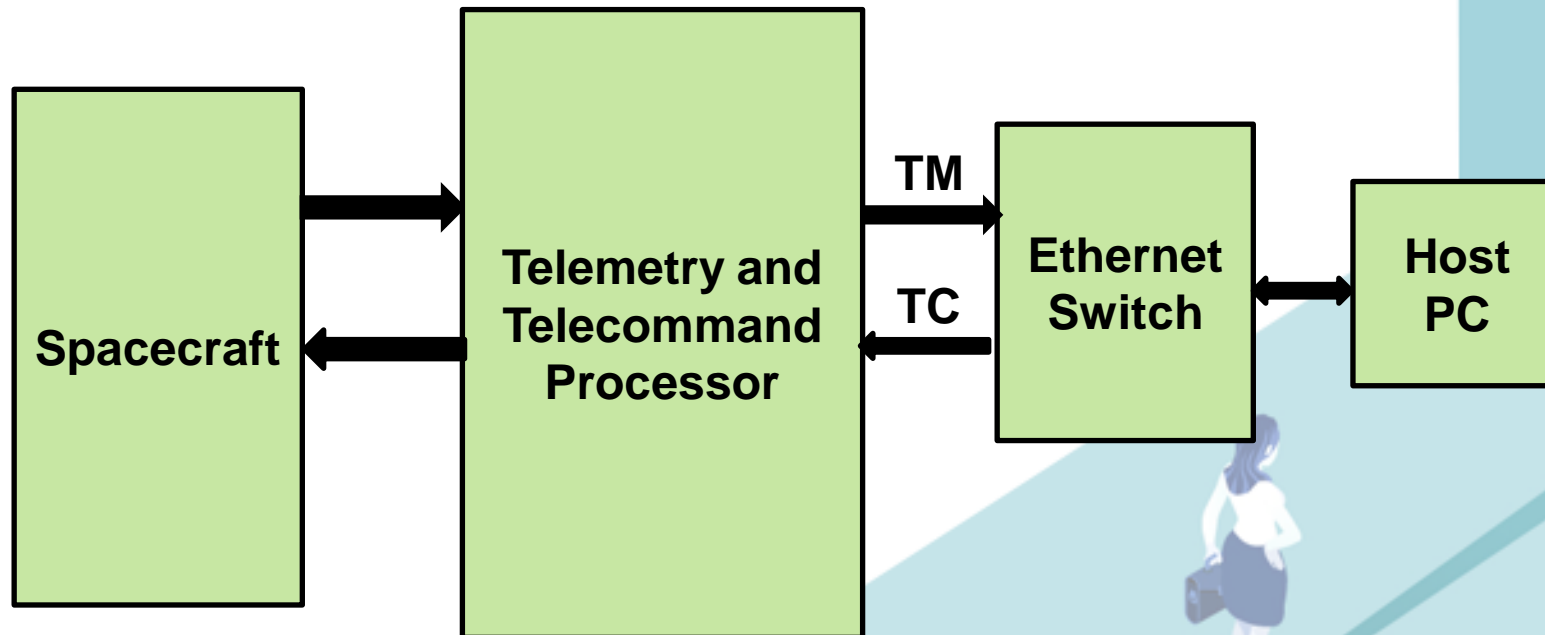 Spacecraft
Telemetry and
Telecommand
Processor
TM
TC
Ethernet
Switch
Host
PC